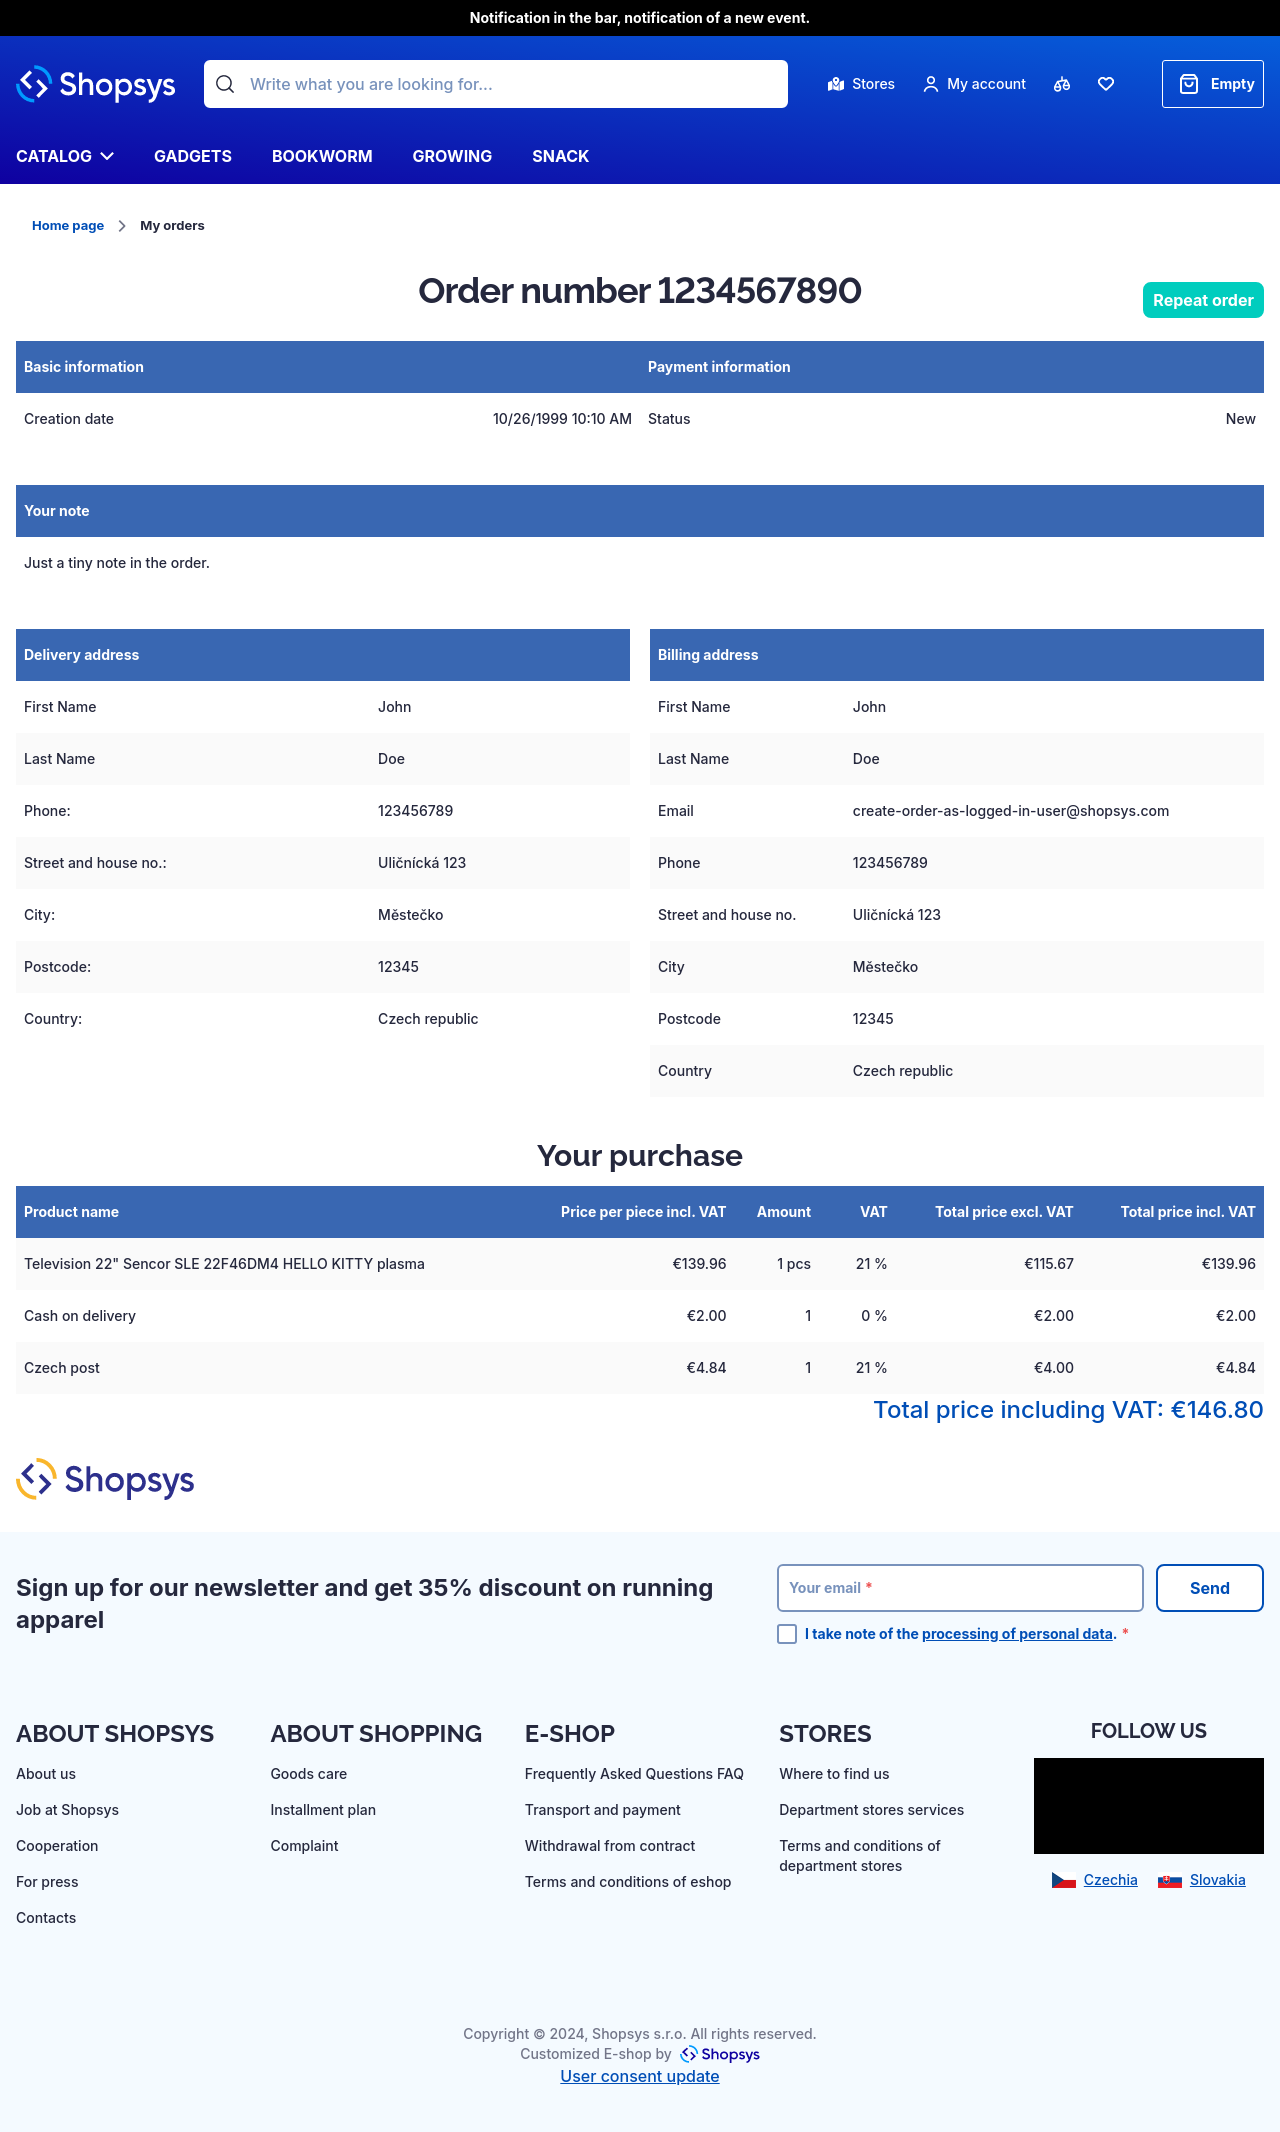 Notification in the bar, notification of a new event.
Shopsys
Write what you are looking for...
Stores
My account
Empty
CATALOG
GADGETS
BOOKWORM
GROWING
SNACK
Home page
My orders
Order number 1234567890
Repeat order
Basic information
Payment information
Creation date
10/26/1999 10:10 AM
Status
New
Your note
Just a tiny note in the order.
Delivery address
First Name John
Last Name Doe
Phone: 123456789
Street and house no.: Uličnícká 123
City: Městečko
Postcode: 12345
Country: Czech republic
Billing address
First Name John
Last Name Doe
Email create-order-as-logged-in-user@shopsys.com
Phone 123456789
Street and house no. Uličnícká 123
City Městečko
Postcode 12345
Country Czech republic
Your purchase
Product name Price per piece incl. VAT Amount VAT Total price excl. VAT Total price incl. VAT
Television 22" Sencor SLE 22F46DM4 HELLO KITTY plasma €139.96 1 pcs 21 % €115.67 €139.96
Cash on delivery €2.00 1 0 % €2.00 €2.00
Czech post €4.84 1 21 % €4.00 €4.84
Total price including VAT: €146.80
Shopsys
Sign up for our newsletter and get 35% discount on running
apparel
Your email *
Send
I take note of the processing of personal data. *
ABOUT SHOPSYS
About us
Job at Shopsys
Cooperation
For press
Contacts
ABOUT SHOPPING
Goods care
Installment plan
Complaint
E-SHOP
Frequently Asked Questions FAQ
Transport and payment
Withdrawal from contract
Terms and conditions of eshop
STORES
Where to find us
Department stores services
Terms and conditions of
department stores
FOLLOW US
Czechia
Slovakia
Copyright © 2024, Shopsys s.r.o. All rights reserved.
Customized E-shop by Shopsys
User consent update